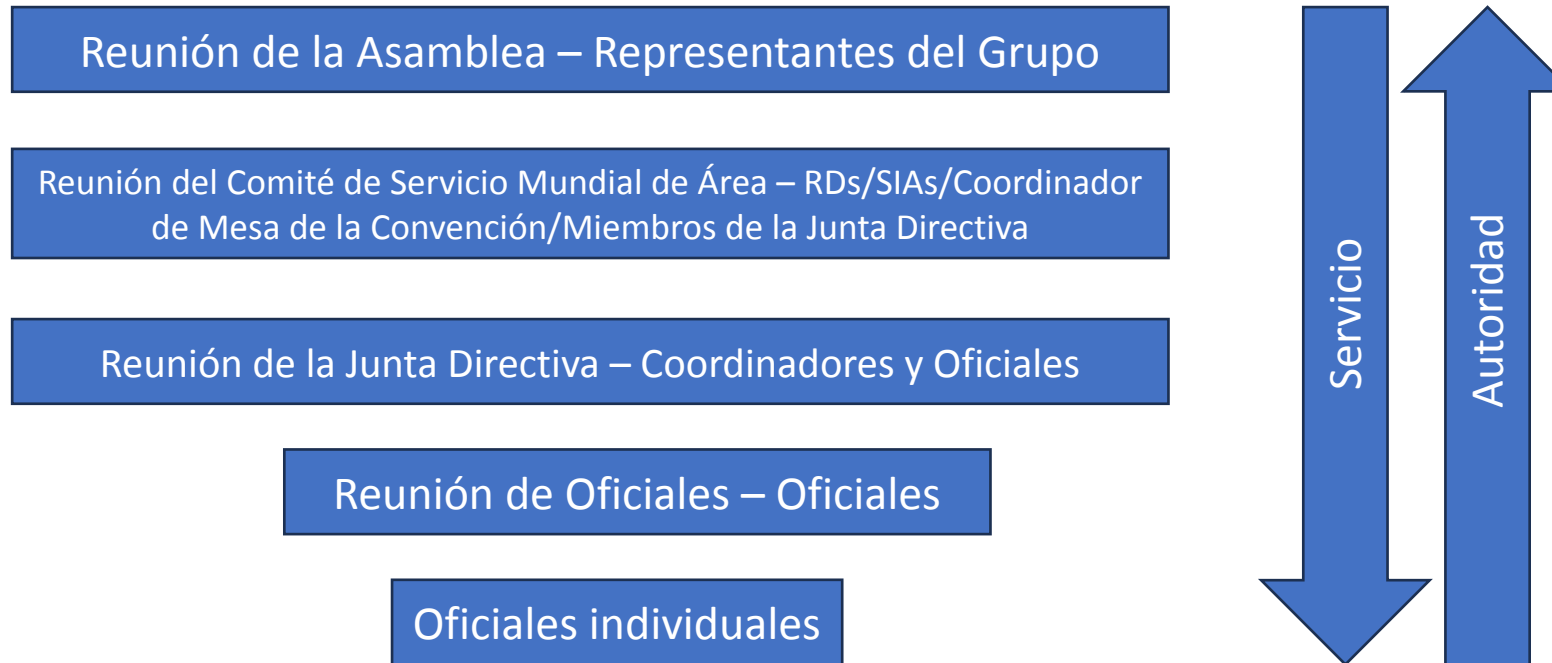 Reunión de la Asamblea – Representantes del Grupo
Reunión del Comité de Servicio Mundial de Área – RDs/SIAs/Coordinador
de Mesa de la Convención/Miembros de la Junta Directiva
Reunión de la Junta Directiva – Coordinadores y Oficiales
Reunión de Oficiales – Oficiales
Oficiales individuales
Servicio
Autoridad